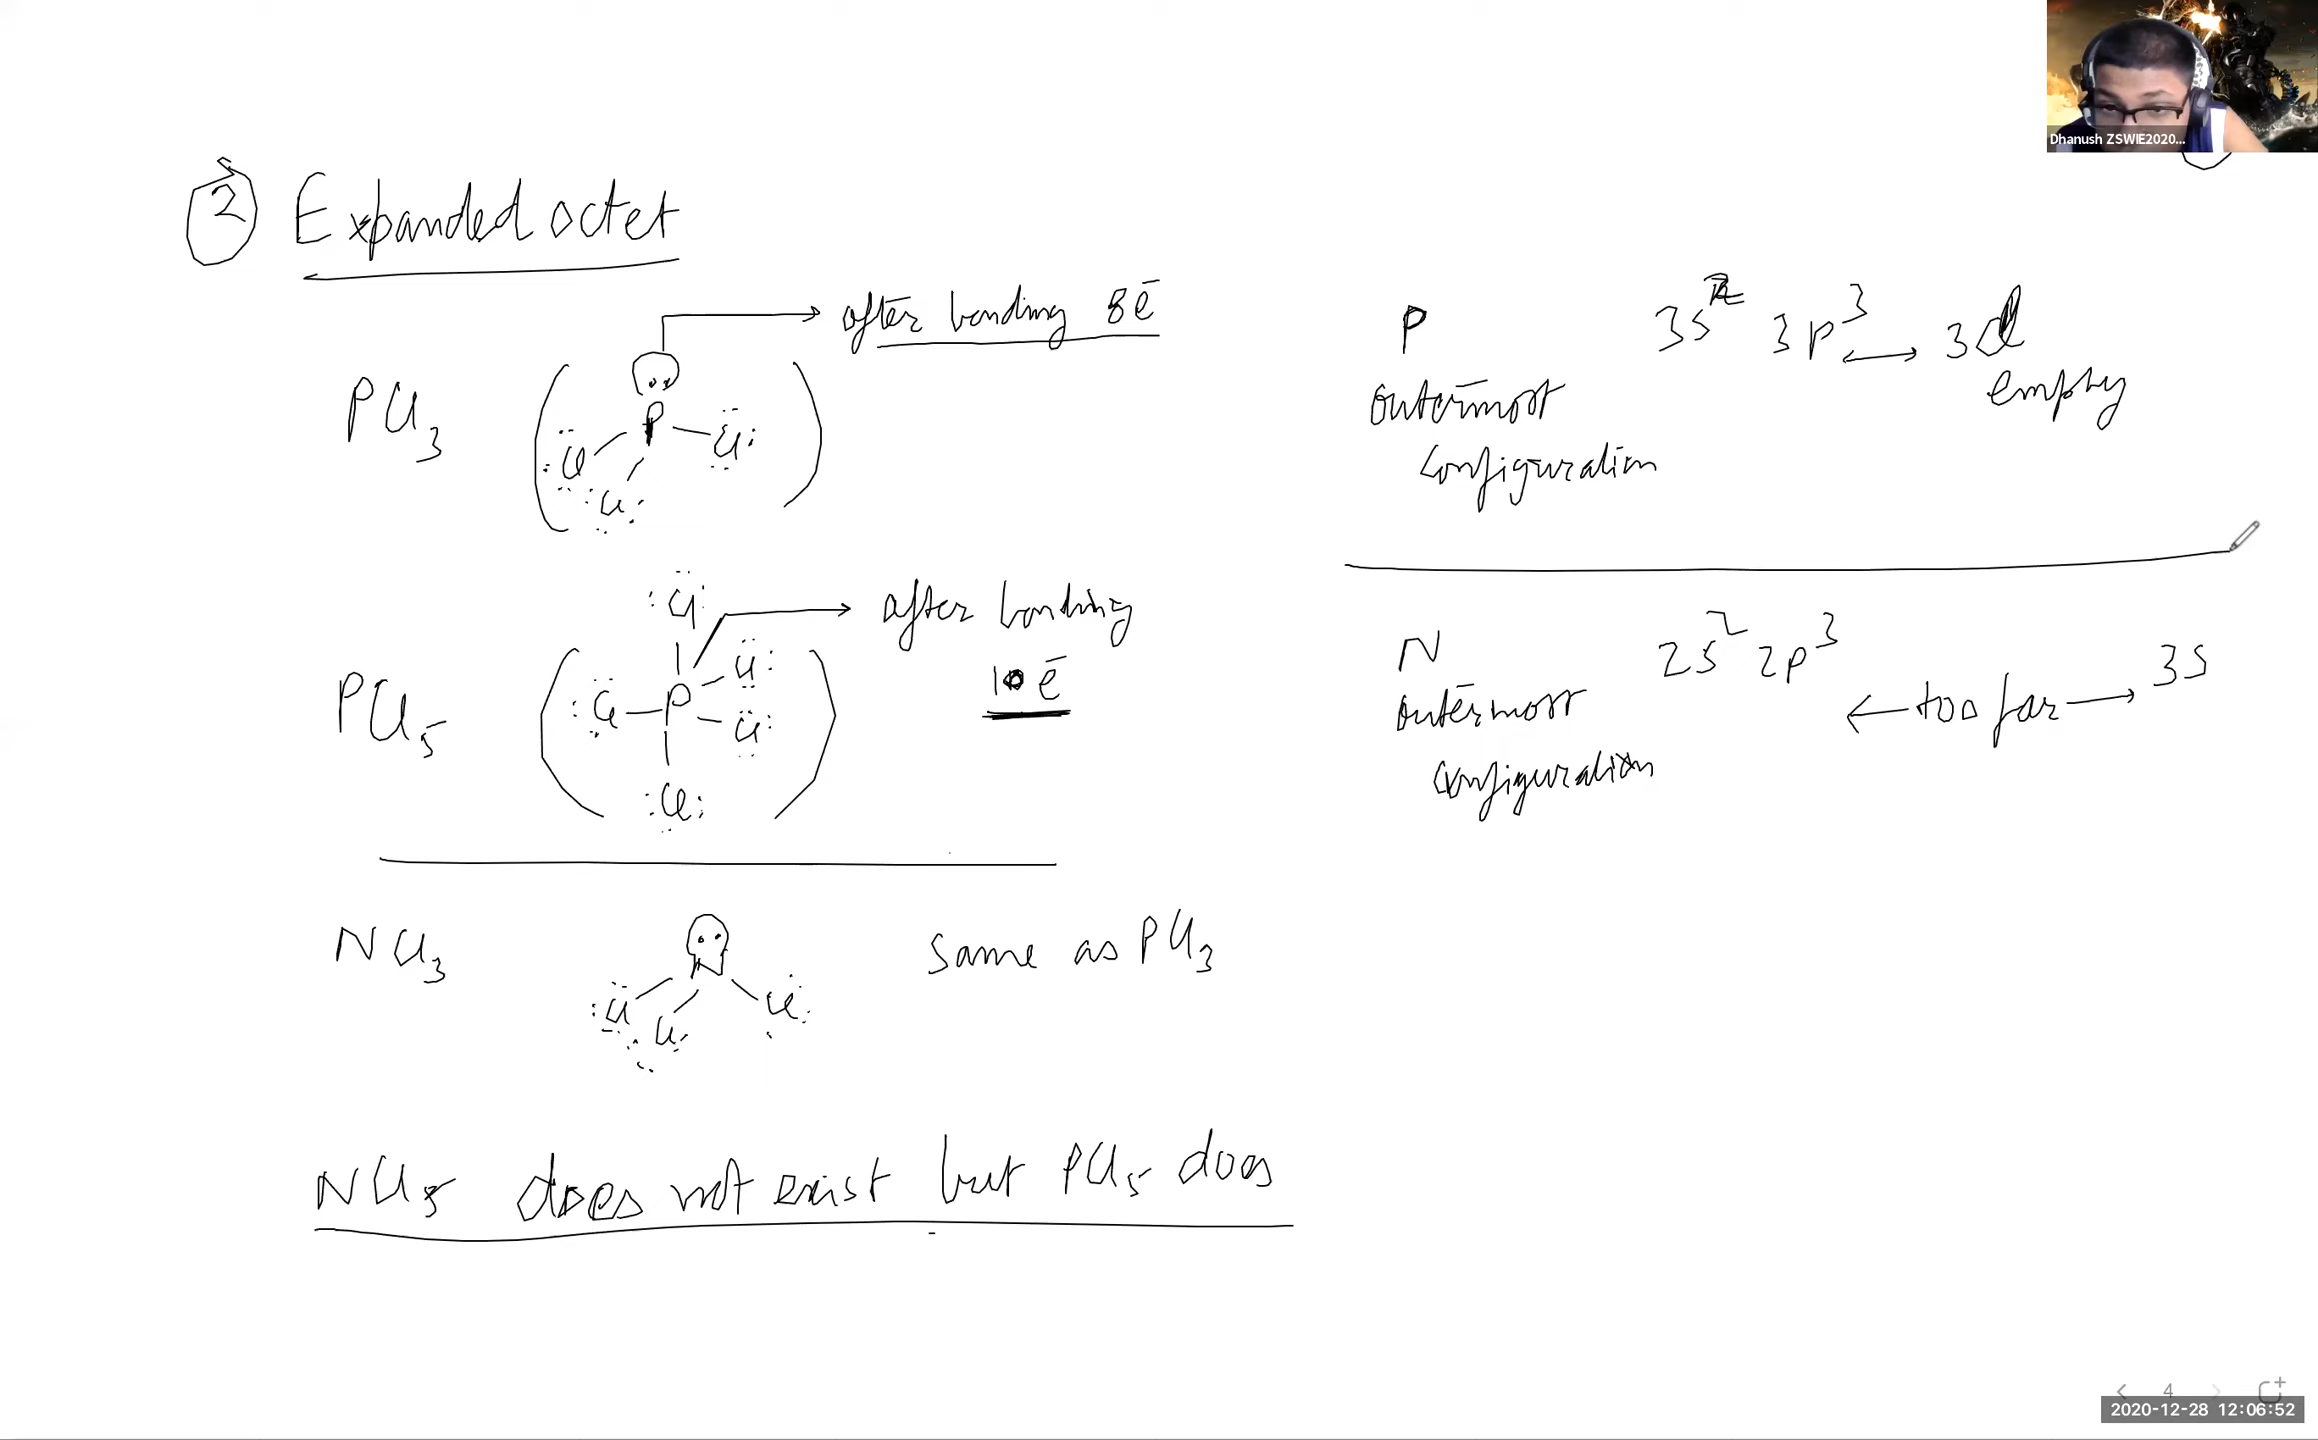 Dhanush ZSWIE2020...
② Expanded octet
PCl3
:Cl: P Cl:
Cl
after bonding 8e-
PCl5
:Cl:
Cl:
:Cl — P
Cl:
:Cl:
after bonding
10 e-
NCl3
N
:Cl Cl: Cl:
same as PCl3
NCl5 does not exist but PCl5 does
P 3s2 3p3 ↔ 3d
outermost empty
configuration
N 2s2 2p3 3s
outermost ← too far →
configuration
4
2020-12-28 12:06:52